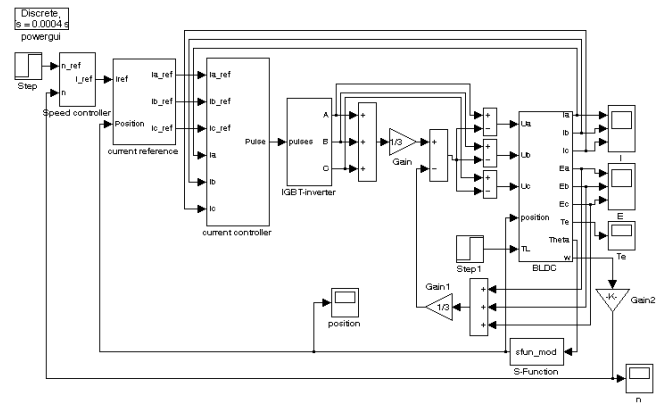 Discrete,
s = 0.0004 s
powergui
Step
n_ref
I_ref
n
Speed controller
Iref
Ia_ref
Ib_ref
Position
Ic_ref
current reference
Ia_ref
Ib_ref
Ic_ref
Pulse
Ia
Ib
Ic
current controller
pulses
A
B
C
IGBT-inverter
+
+
+
1/3
Gain
+
−
+
−
+
−
+
−
Ua
Ub
Uc
position
TL
Ia
Ib
Ic
Ea
Eb
Ec
Te
Theta
w
BLDC
I
E
Te
Step1
Gain1
1/3
+
+
+
-K-
Gain2
position
sfun_mod
S-Function
n